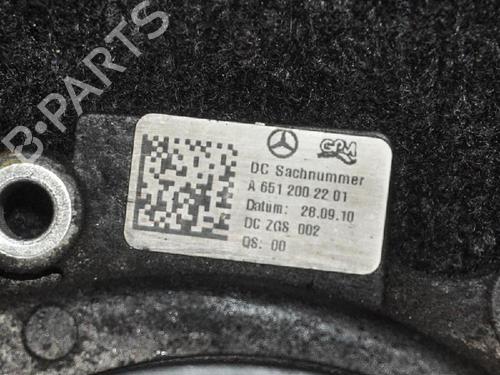 B-PARTS
GPM
DC Sachnummer
A 651 200 22 01
Datum: 28.09.10
DC ZGS 002
QS: 00